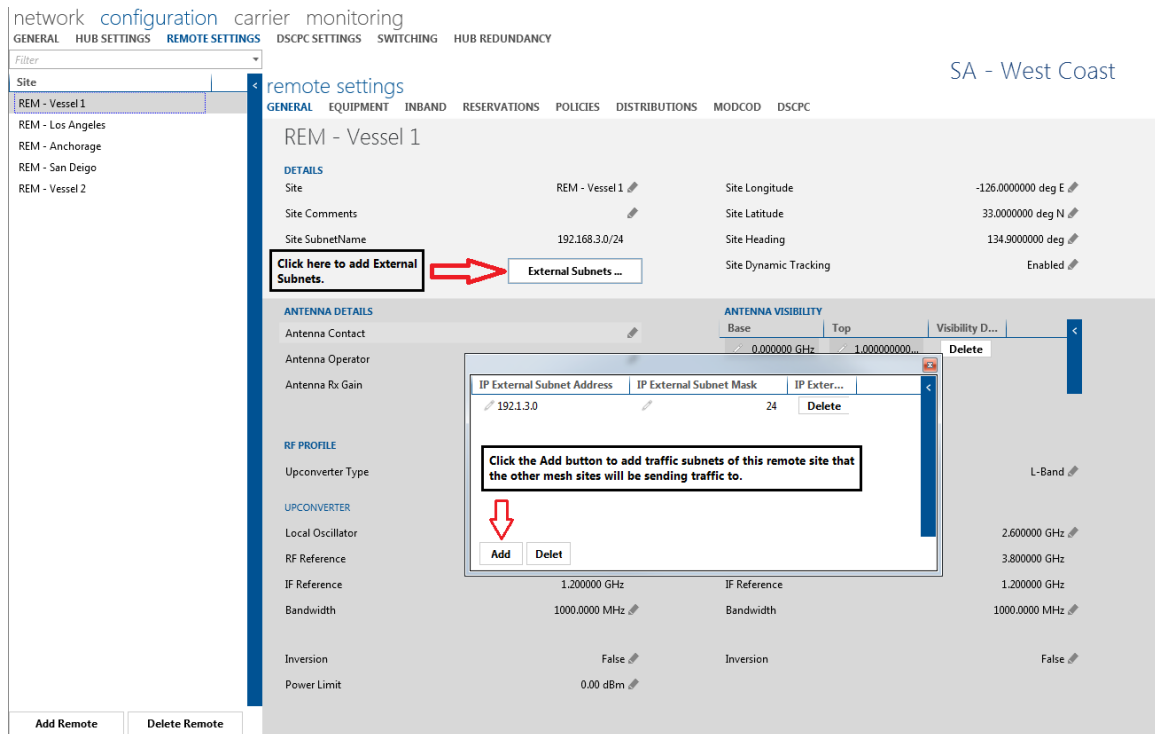 network configuration carrier monitoring
GENERAL HUB SETTINGS REMOTE SETTINGS DSCPC SETTINGS SWITCHING HUB REDUNDANCY
Filter
SA - West Coast
Site
REM - Vessel 1
REM - Los Angeles
REM - Anchorage
REM - San Deigo
REM - Vessel 2
Add Remote Delete Remote
< remote settings
GENERAL EQUIPMENT INBAND RESERVATIONS POLICIES DISTRIBUTIONS MODCOD DSCPC
REM - Vessel 1
DETAILS
Site REM - Vessel 1 Site Longitude -126.0000000 deg E
Site Comments Site Latitude 33.0000000 deg N
Site SubnetName 192.168.3.0/24 Site Heading 134.9000000 deg
Click here to add External
Subnets.
External Subnets ... Site Dynamic Tracking Enabled
ANTENNA DETAILS ANTENNA VISIBILITY
Antenna Contact Base Top Visibility D... <
Antenna Operator 0.000000 GHz 1.000000000... Delete
Antenna Rx Gain
IP External Subnet Address IP External Subnet Mask IP Exter... <
192.1.3.0 24 Delete
Click the Add button to add traffic subnets of this remote site that
the other mesh sites will be sending traffic to.
Add Delet
RF PROFILE
Upconverter Type L-Band
UPCONVERTER
Local Oscillator 2.600000 GHz
RF Reference 3.800000 GHz
IF Reference 1.200000 GHz IF Reference 1.200000 GHz
Bandwidth 1000.0000 MHz Bandwidth 1000.0000 MHz
Inversion False Inversion False
Power Limit 0.00 dBm